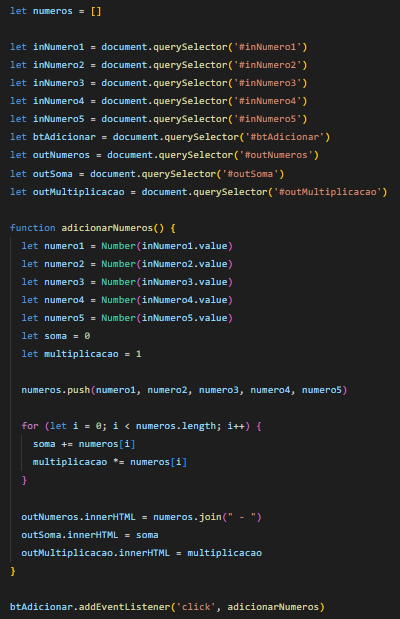 let numeros = []
let inNumero1 = document.querySelector('#inNumero1')
let inNumero2 = document.querySelector('#inNumero2')
let inNumero3 = document.querySelector('#inNumero3')
let inNumero4 = document.querySelector('#inNumero4')
let inNumero5 = document.querySelector('#inNumero5')
let btAdicionar = document.querySelector('#btAdicionar')
let outNumeros = document.querySelector('#outNumeros')
let outSoma = document.querySelector('#outSoma')
let outMultiplicacao = document.querySelector('#outMultiplicacao')
function adicionarNumeros() {
let numero1 = Number(inNumero1.value)
let numero2 = Number(inNumero2.value)
let numero3 = Number(inNumero3.value)
let numero4 = Number(inNumero4.value)
let numero5 = Number(inNumero5.value)
let soma = 0
let multiplicacao = 1
numeros.push(numero1, numero2, numero3, numero4, numero5)
for (let i = 0; i < numeros.length; i++) {
soma += numeros[i]
multiplicacao *= numeros[i]
}
outNumeros.innerHTML = numeros.join(" - ")
outSoma.innerHTML = soma
outMultiplicacao.innerHTML = multiplicacao
}
btAdicionar.addEventListener('click', adicionarNumeros)